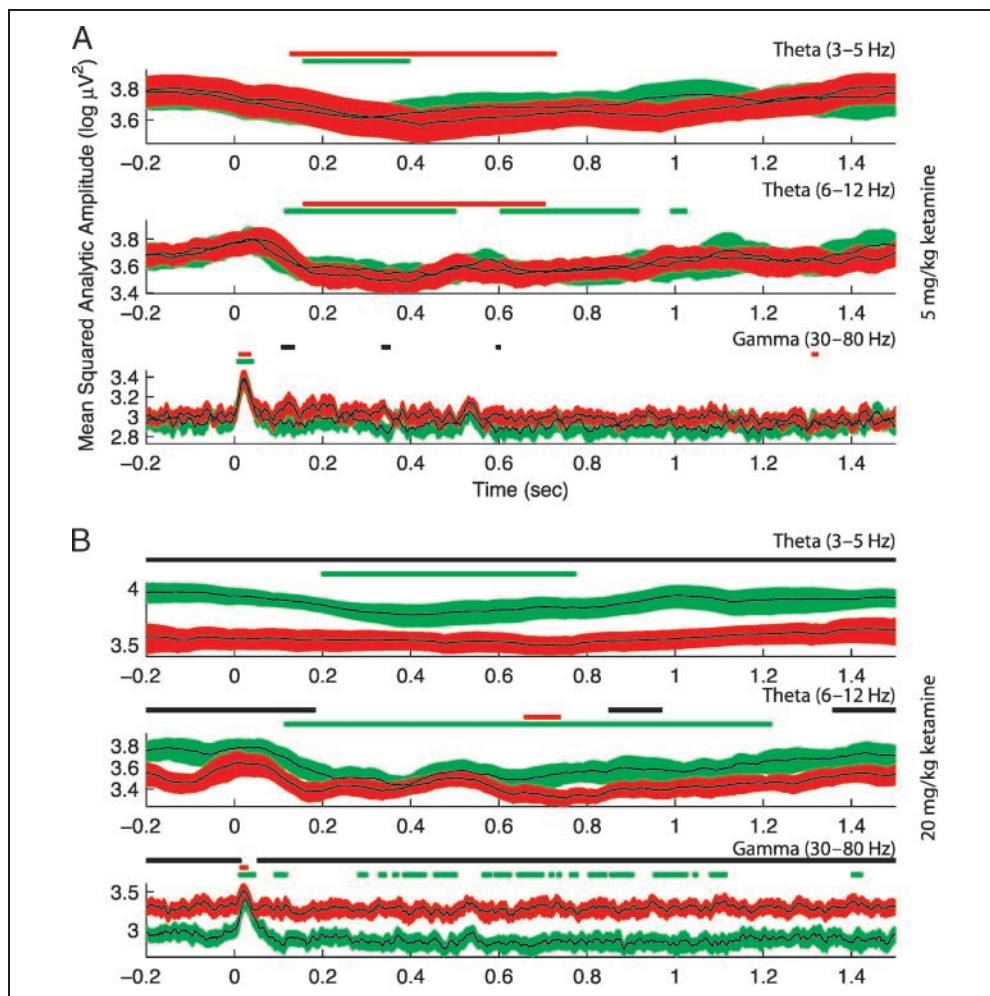 A
Theta (3–5 Hz)
3.8
3.6
−0.2 0 0.2 0.4 0.6 0.8 1 1.2 1.4
Theta (6–12 Hz)
3.8
3.6
3.4
−0.2 0 0.2 0.4 0.6 0.8 1 1.2 1.4
Gamma (30–80 Hz)
3.4
3.2
3
2.8
−0.2 0 0.2 0.4 0.6 0.8 1 1.2 1.4
Time (sec)
Mean Squared Analytic Amplitude (log μV²)
5 mg/kg ketamine
B
Theta (3–5 Hz)
4
3.5
−0.2 0 0.2 0.4 0.6 0.8 1 1.2 1.4
Theta (6–12 Hz)
3.8
3.6
3.4
−0.2 0 0.2 0.4 0.6 0.8 1 1.2 1.4
Gamma (30–80 Hz)
3.5
3
−0.2 0 0.2 0.4 0.6 0.8 1 1.2 1.4
20 mg/kg ketamine